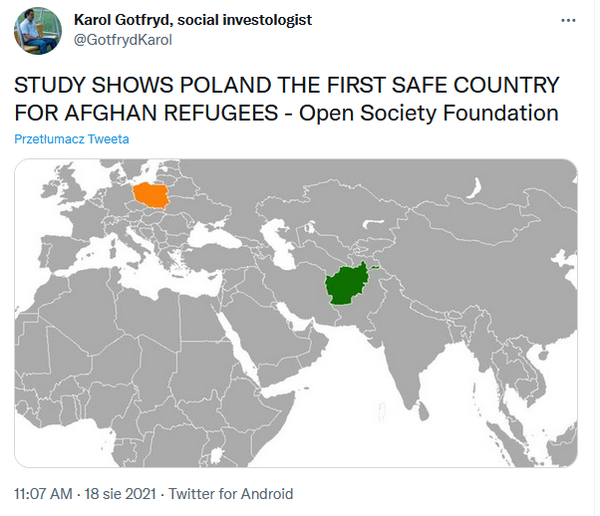 Karol Gotfryd, social investologist
@GotfrydKarol
STUDY SHOWS POLAND THE FIRST SAFE COUNTRY
FOR AFGHAN REFUGEES - Open Society Foundation
Przetłumacz Tweeta
11:07 AM · 18 sie 2021 · Twitter for Android